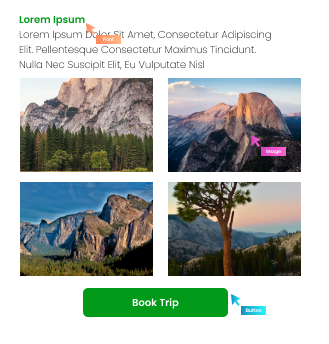 Lorem Ipsum
Lorem Ipsum Dolor Sit Amet, Consectetur Adipiscing
Font
Elit. Pellentesque Consectetur Maximus Tincidunt.
Nulla Nec Suscipit Elit, Eu Vulputate Nisl
Image
Book Trip
Button